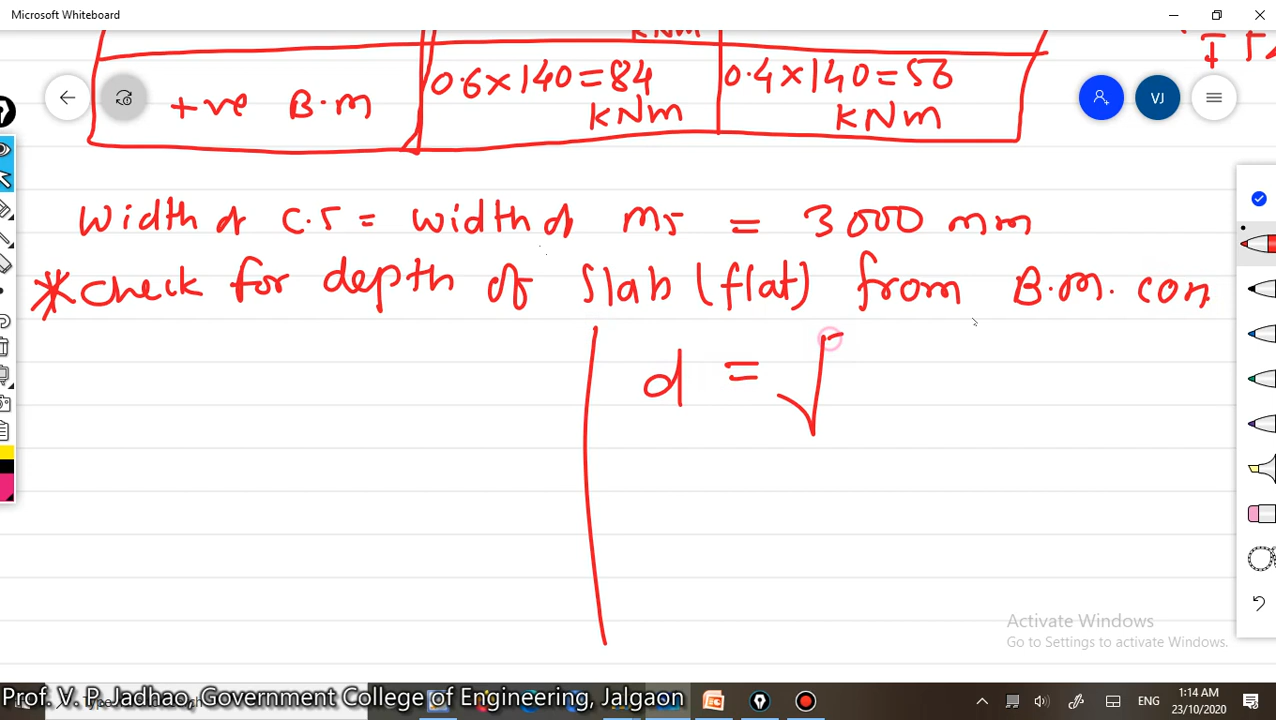 Microsoft Whiteboard
+ve B.m
0.6×140=84 kNm
0.4×140=56 kNm
VJ
width of C.S = width of MS = 3000 mm
*check for depth of slab (flat) from B.M. con
d = √
Activate Windows
Go to Settings to activate Windows.
Prof. V. P. Jadhao, Government College of Engineering, Jalgaon
ENG
1:14 AM
23/10/2020